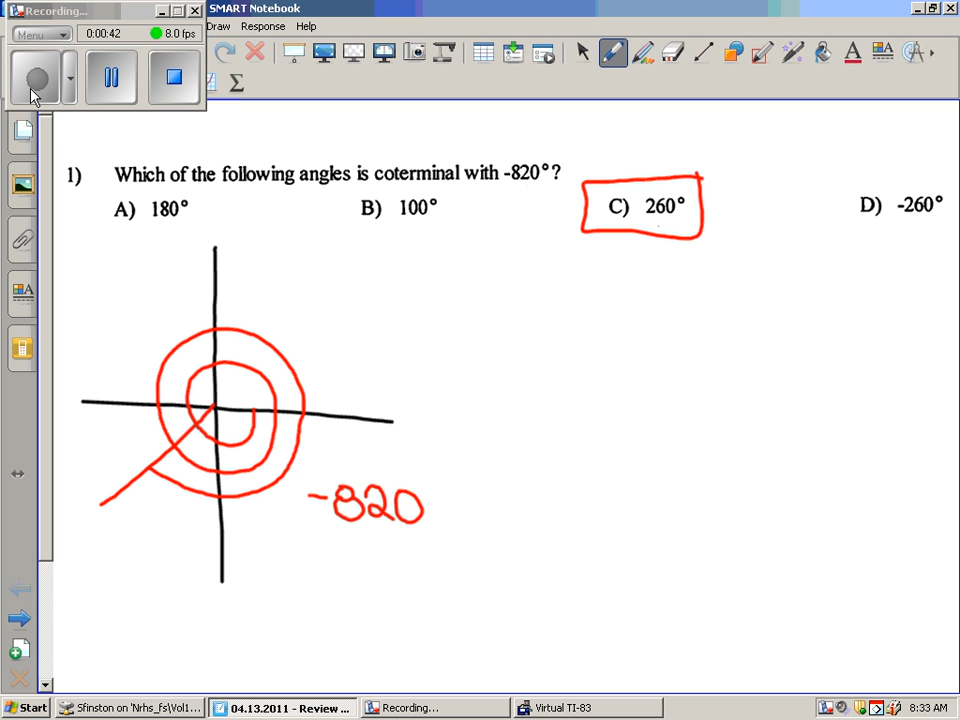 Recording...
SMART Notebook
Menu
0:00:42
8.0 fps
Draw Response Help
1) Which of the following angles is coterminal with -820°?
A) 180° B) 100° C) 260° D) -260°
-820
Start
Sfinston on 'Nrhs_fs\Vol1...
04.13.2011 - Review ...
Recording...
Virtual TI-83
8:33 AM